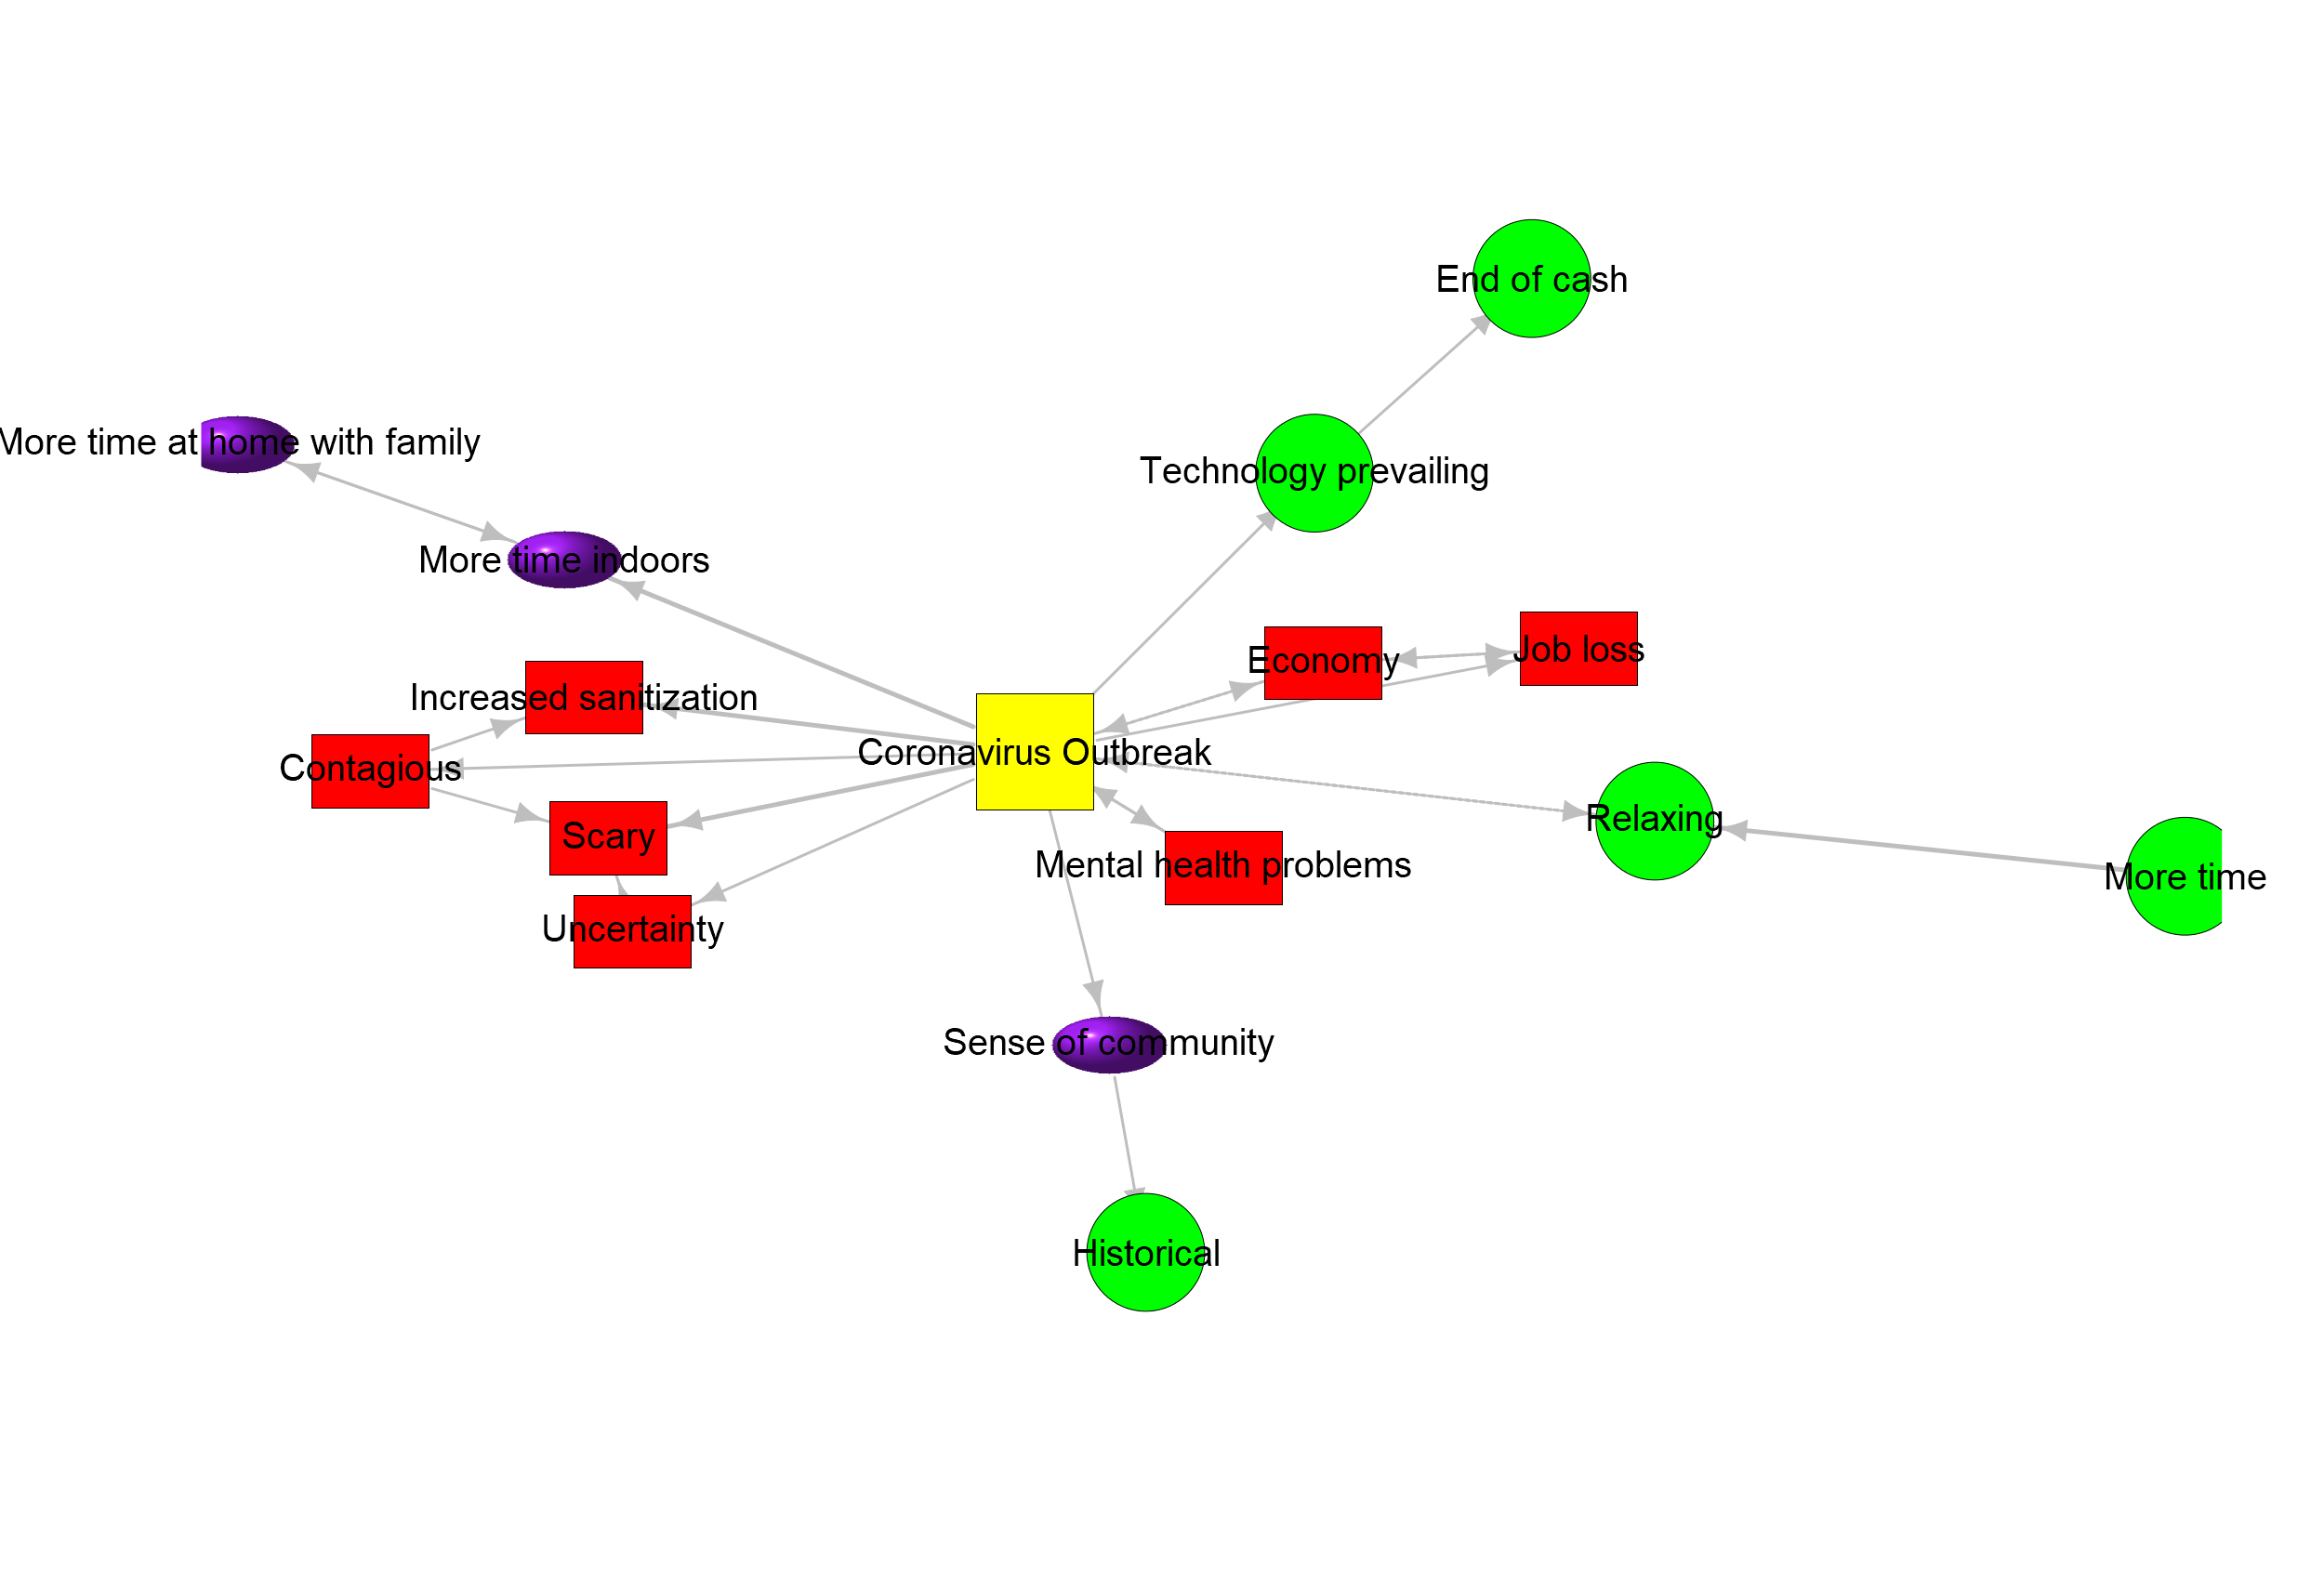 End of cash
More time at home with family
Technology prevailing
More time indoors
Job loss
Economy
Increased sanitization
Coronavirus Outbreak
Contagious
Relaxing
Scary
Mental health problems
More time
Uncertainty
Sense of community
Historical